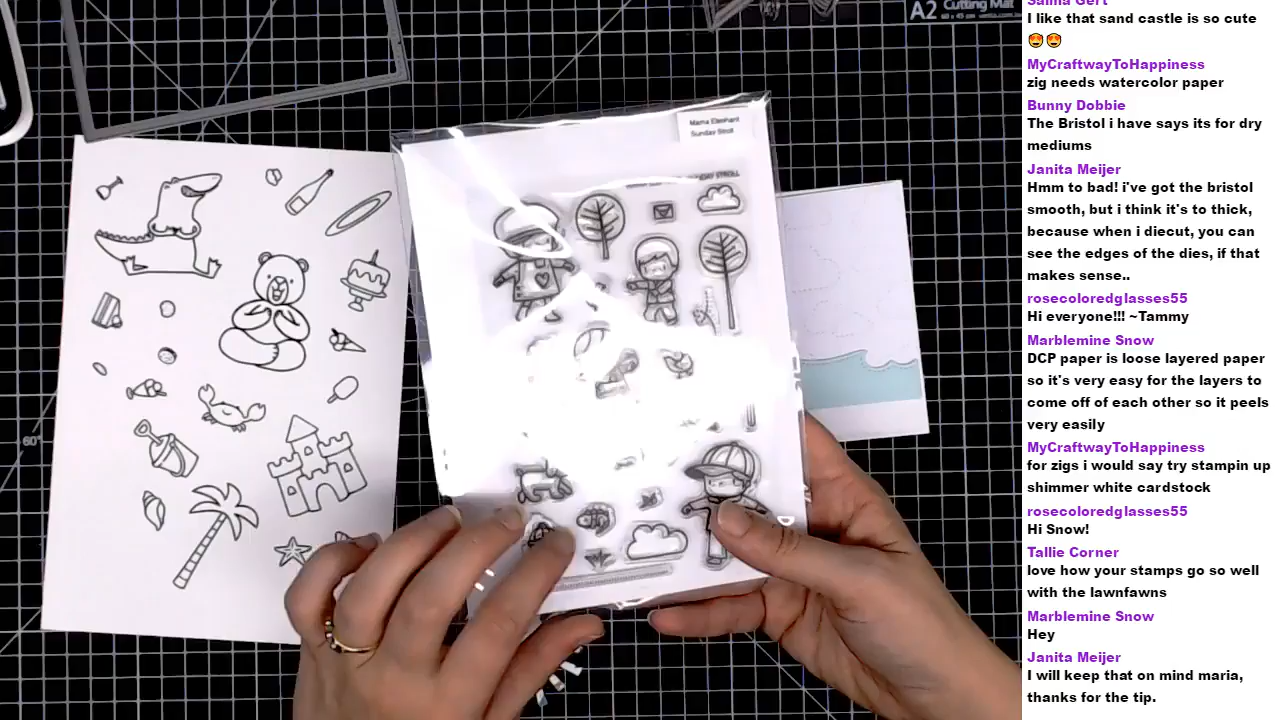 A2 Cutting Mat
Mama Elephant
Sunday Stroll
60°
Salina Gert
I like that sand castle is so cute
😍😍
MyCraftwayToHappiness
zig needs watercolor paper
Bunny Dobbie
The Bristol i have says its for dry
mediums
Janita Meijer
Hmm to bad! i've got the bristol
smooth, but i think it's to thick,
because when i diecut, you can
see the edges of the dies, if that
makes sense..
rosecoloredglasses55
Hi everyone!!! ~Tammy
Marblemine Snow
DCP paper is loose layered paper
so it's very easy for the layers to
come off of each other so it peels
very easily
MyCraftwayToHappiness
for zigs i would say try stampin up
shimmer white cardstock
rosecoloredglasses55
Hi Snow!
Tallie Corner
love how your stamps go so well
with the lawnfawns
Marblemine Snow
Hey
Janita Meijer
I will keep that on mind maria,
thanks for the tip.